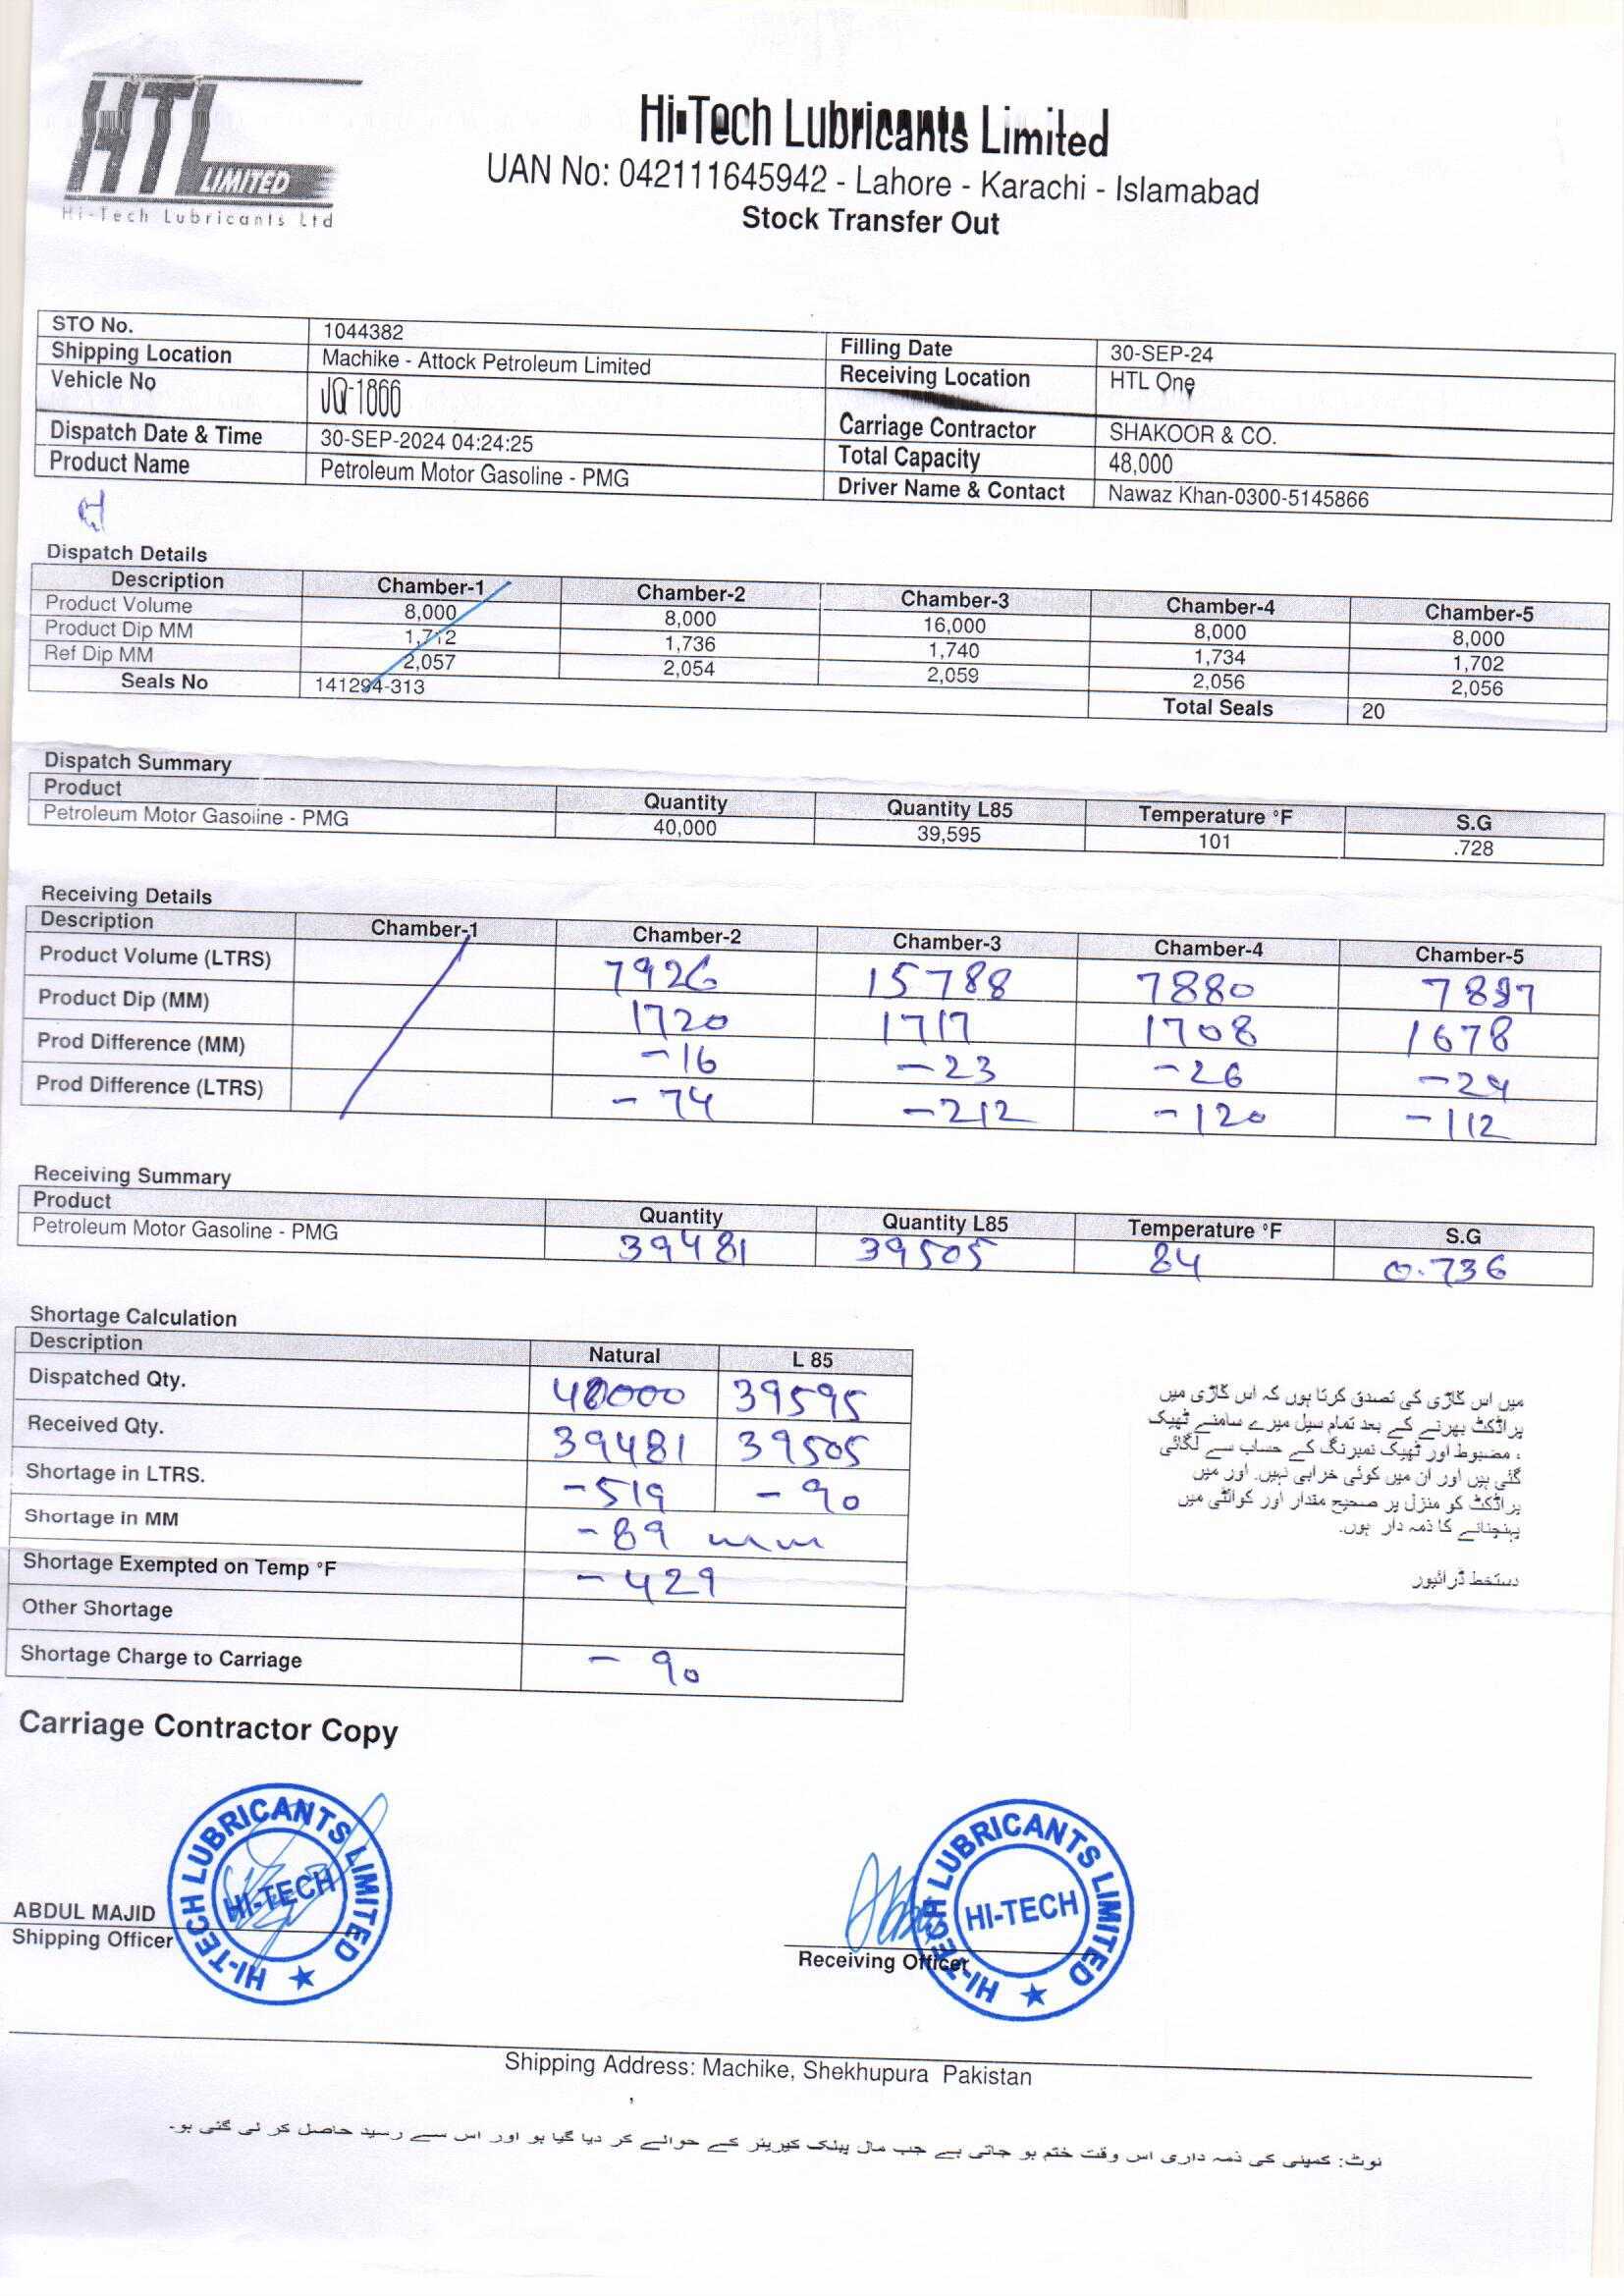 HTL
LIMITED
Hi-Tech Lubricants Ltd
Hi-Tech Lubricants Limited
UAN No: 042111645942 - Lahore - Karachi - Islamabad
Stock Transfer Out
STO No. 1044382 Filling Date 30-SEP-24
Shipping Location Machike - Attock Petroleum Limited Receiving Location HTL One
Vehicle No JQ-1866 Carriage Contractor SHAKOOR & CO.
Dispatch Date & Time 30-SEP-2024 04:24:25 Total Capacity 48,000
Product Name Petroleum Motor Gasoline - PMG Driver Name & Contact Nawaz Khan-0300-5145866
Dispatch Details
Description Chamber-1 Chamber-2 Chamber-3 Chamber-4 Chamber-5
Product Volume 8,000 8,000 16,000 8,000 8,000
Product Dip MM 1,712 1,736 1,740 1,734 1,702
Ref Dip MM 2,057 2,054 2,059 2,056 2,056
Seals No 141294-313 Total Seals 20
Dispatch Summary
Product Quantity Quantity L85 Temperature °F S.G
Petroleum Motor Gasoline - PMG 40,000 39,595 101 .728
Receiving Details
Description Chamber-1 Chamber-2 Chamber-3 Chamber-4 Chamber-5
Product Volume (LTRS) 7926 15788 7880 7887
Product Dip (MM) 1720 1717 1708 1678
Prod Difference (MM) -16 -23 -26 -24
Prod Difference (LTRS) -74 -212 -120 -112
Receiving Summary
Product Quantity Quantity L85 Temperature °F S.G
Petroleum Motor Gasoline - PMG 39481 39505 84 0.736
Shortage Calculation
Description Natural L 85
Dispatched Qty. 40000 39595
Received Qty. 39481 39505
Shortage in LTRS. -519 -90
Shortage in MM -89 mm
Shortage Exempted on Temp °F -429
Other Shortage
Shortage Charge to Carriage -90
میں اس گاڑی کی تصدق کرتا ہوں کہ اس گاڑی میں
پراڈکٹ بھرنے کے بعد تمام سیل میرے سامنے ٹھیک
، مضبوط اور ٹھیک نمبرنگ کے حساب سے لگائی
گئی ہیں اور ان میں کوئی خرابی نہیں. اور میں
پراڈکٹ کو منزل پر صحیح مقدار اور کوالٹی میں
پہنچانے کا ذمہ دار ہوں.
دستخط ڈرائیور
Carriage Contractor Copy
HI-TECH LUBRICANTS LIMITED
HI-TECH
ABDUL MAJID
Shipping Officer
HI-TECH LUBRICANTS LIMITED
HI-TECH
Receiving Officer
Shipping Address: Machike, Shekhupura Pakistan
نوٹ: کمپنی کی ذمہ داری اس وقت ختم ہو جاتی ہے جب مال پینک کیریئر کے حوالے کر دیا گیا ہو اور اس سے رسید حاصل کر لی گئی ہو۔